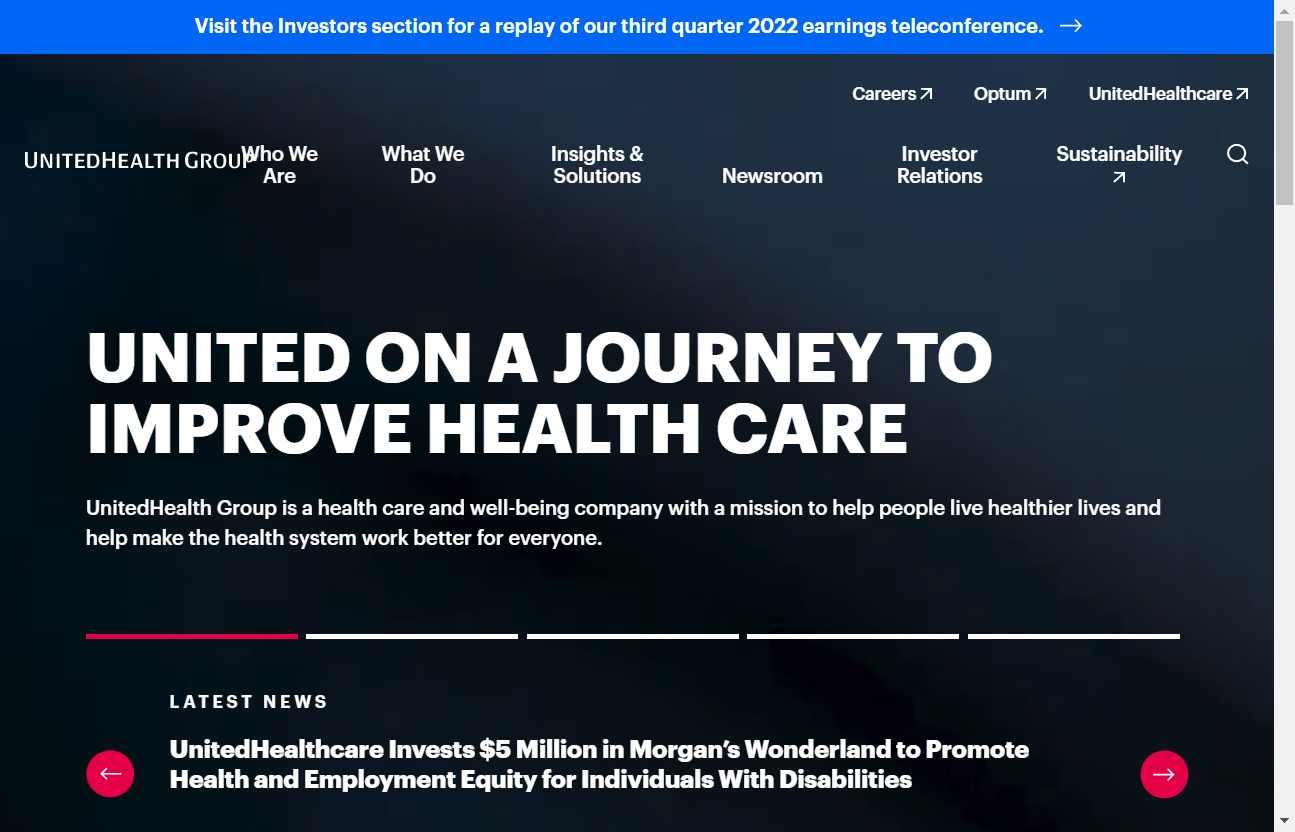 Visit the Investors section for a replay of our third quarter 2022 earnings teleconference.
Careers
Optum
UnitedHealthcare
UNITEDHEALTH GROUP
Who We
Are
What We
Do
Insights &
Solutions
Newsroom
Investor
Relations
Sustainability
UNITED ON A JOURNEY TO
IMPROVE HEALTH CARE
UnitedHealth Group is a health care and well-being company with a mission to help people live healthier lives and
help make the health system work better for everyone.
LATEST NEWS
UnitedHealthcare Invests $5 Million in Morgan’s Wonderland to Promote
Health and Employment Equity for Individuals With Disabilities